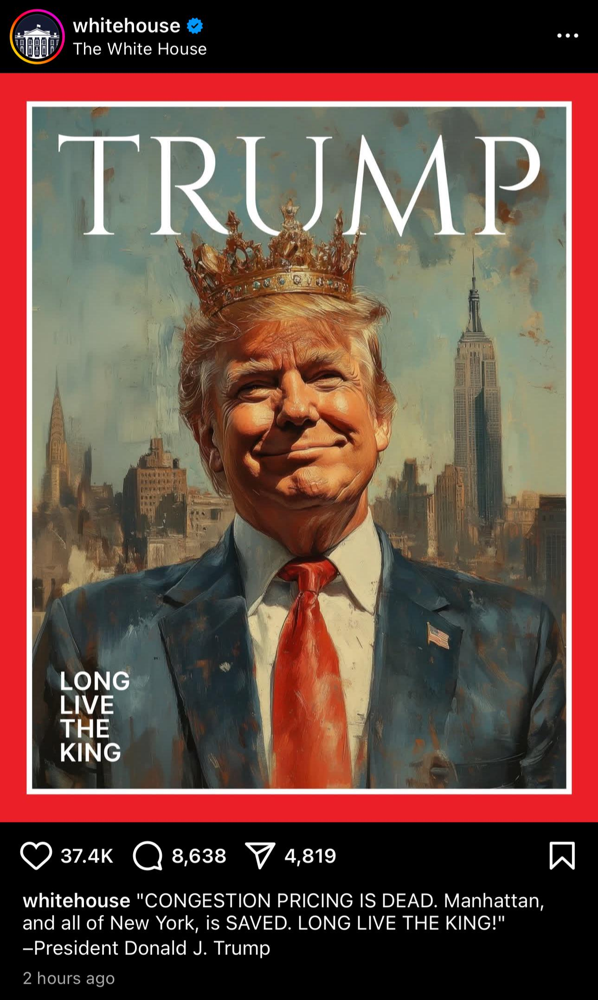 whitehouse
The White House
TRUMP
LONG
LIVE
THE
KING
37.4K 8,638 4,819
whitehouse "CONGESTION PRICING IS DEAD. Manhattan,
and all of New York, is SAVED. LONG LIVE THE KING!"
–President Donald J. Trump
2 hours ago